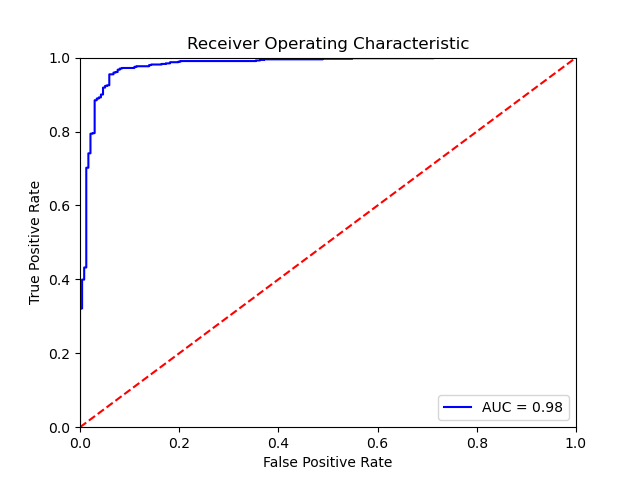 Receiver Operating Characteristic
1.0
0.8
0.6
0.4
0.2
0.0
True Positive Rate
AUC = 0.98
0.0 0.2 0.4 0.6 0.8 1.0
False Positive Rate